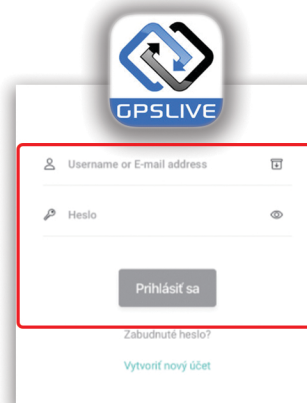 GPSLIVE
Username or E-mail address
Heslo
Prihlásiť sa
Zabudnuté heslo?
Vytvoriť nový účet